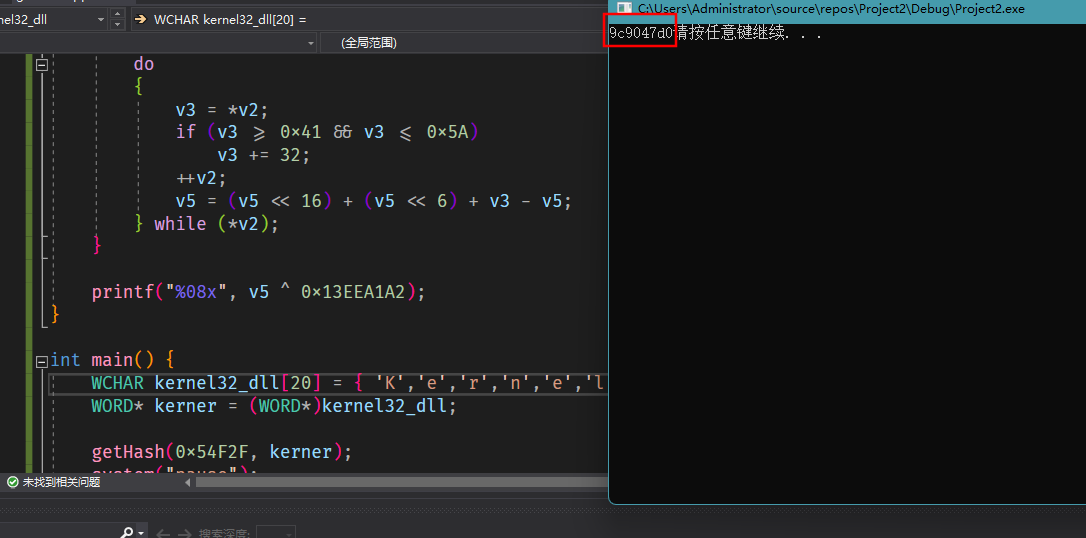 nel32_dll
WCHAR kernel32_dll[20] =
(全局范围)
do
{
v3 = *v2;
if (v3 >= 0x41 && v3 <= 0x5A)
v3 += 32;
++v2;
v5 = (v5 << 16) + (v5 << 6) + v3 - v5;
} while (*v2);
}
printf("%08x", v5 ^ 0x13EEA1A2);
}
int main() {
WCHAR kernel32_dll[20] = { 'K','e','r','n','e','l
WORD* kerner = (WORD*)kernel32_dll;
getHash(0x54F2F, kerner);
system("pause");
未找到相关问题
搜索深度:
C:\Users\Administrator\source\repos\Project2\Debug\Project2.exe
9c9047d0请按任意键继续. . .